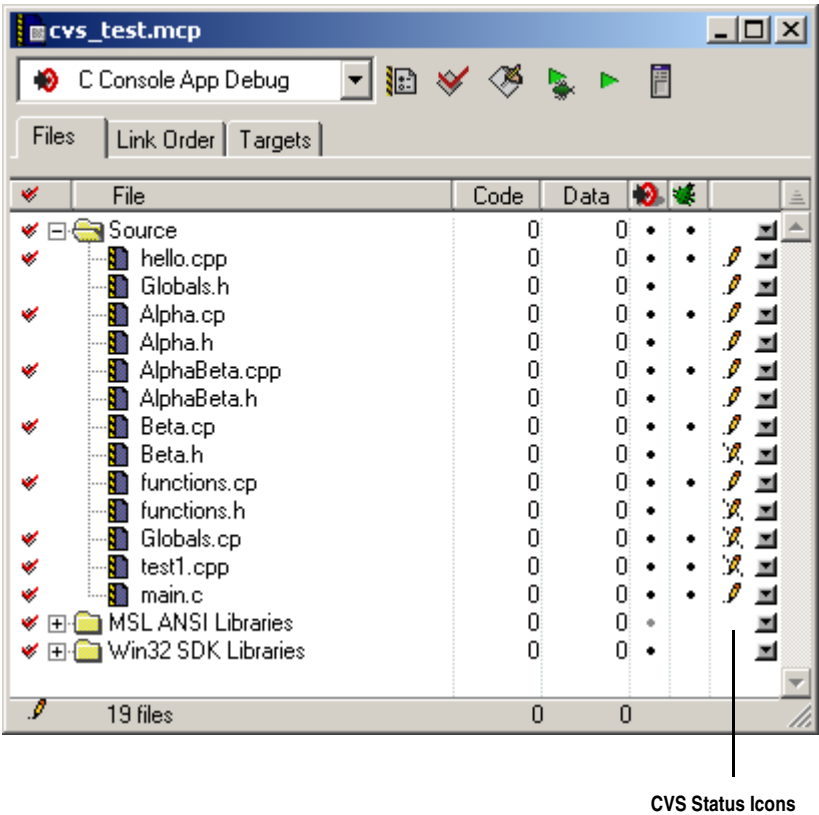 cvs_test.mcp
C Console App Debug
Files Link Order Targets
File Code Data
Source 0 0
hello.cpp 0 0
Globals.h 0 0
Alpha.cp 0 0
Alpha.h 0 0
AlphaBeta.cpp 0 0
AlphaBeta.h 0 0
Beta.cp 0 0
Beta.h 0 0
functions.cp 0 0
functions.h 0 0
Globals.cp 0 0
test1.cpp 0 0
main.c 0 0
MSL ANSI Libraries 0 0
Win32 SDK Libraries 0 0
19 files 0 0
CVS Status Icons